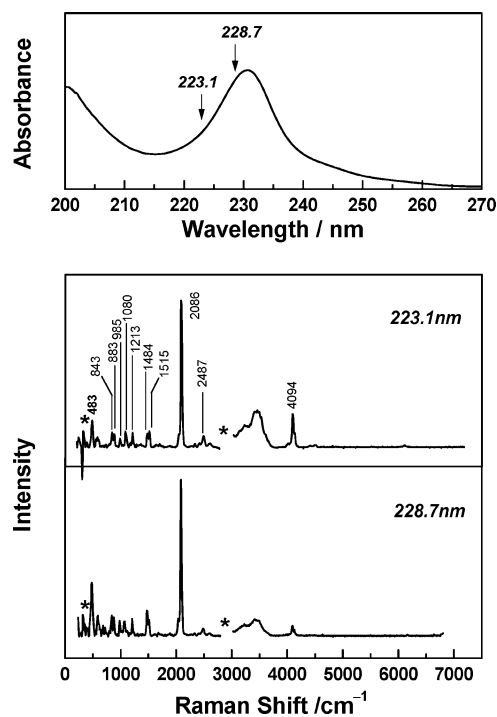 Absorbance
228.7
223.1
200 210 220 230 240 250 260 270
Wavelength / nm
Intensity
223.1nm
* 483
843
883
985
1080
1213
1484
1515
2086
2487
*
4094
228.7nm
*
*
0 1000 2000 3000 4000 5000 6000 7000
Raman Shift /cm⁻¹